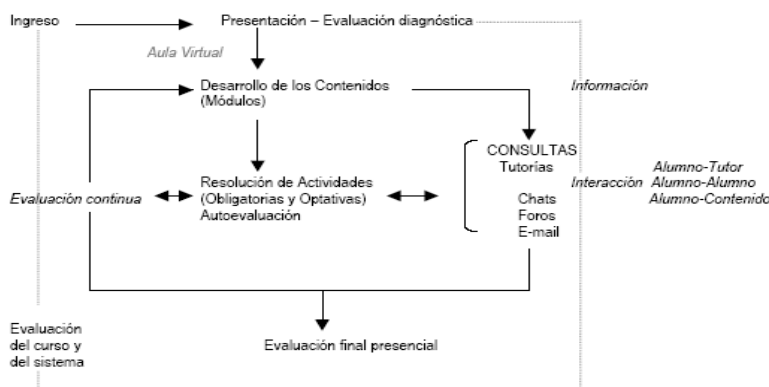 Ingreso
Presentación – Evaluación diagnóstica
Aula Virtual
Desarrollo de los Contenidos
(Módulos)
Información
CONSULTAS
Tutorías
Alumno-Tutor
Evaluación continua
Resolución de Actividades
(Obligatorias y Optativas)
Autoevaluación
Interacción
Alumno-Alumno
Alumno-Contenido
Chats
Foros
E-mail
Evaluación
del curso y
del sistema
Evaluación final presencial